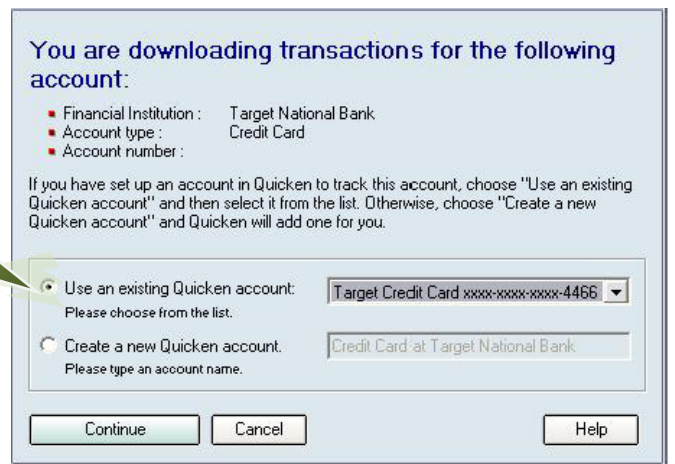 You are downloading transactions for the following
account:
Financial Institution : Target National Bank
Account type : Credit Card
Account number :
If you have set up an account in Quicken to track this account, choose "Use an existing
Quicken account" and then select it from the list. Otherwise, choose "Create a new
Quicken account" and Quicken will add one for you.
Use an existing Quicken account: Target Credit Card xxxx-xxxx-xxxx-4466
Please choose from the list.
Create a new Quicken account. Credit Card at Target National Bank
Please type an account name.
Continue Cancel Help